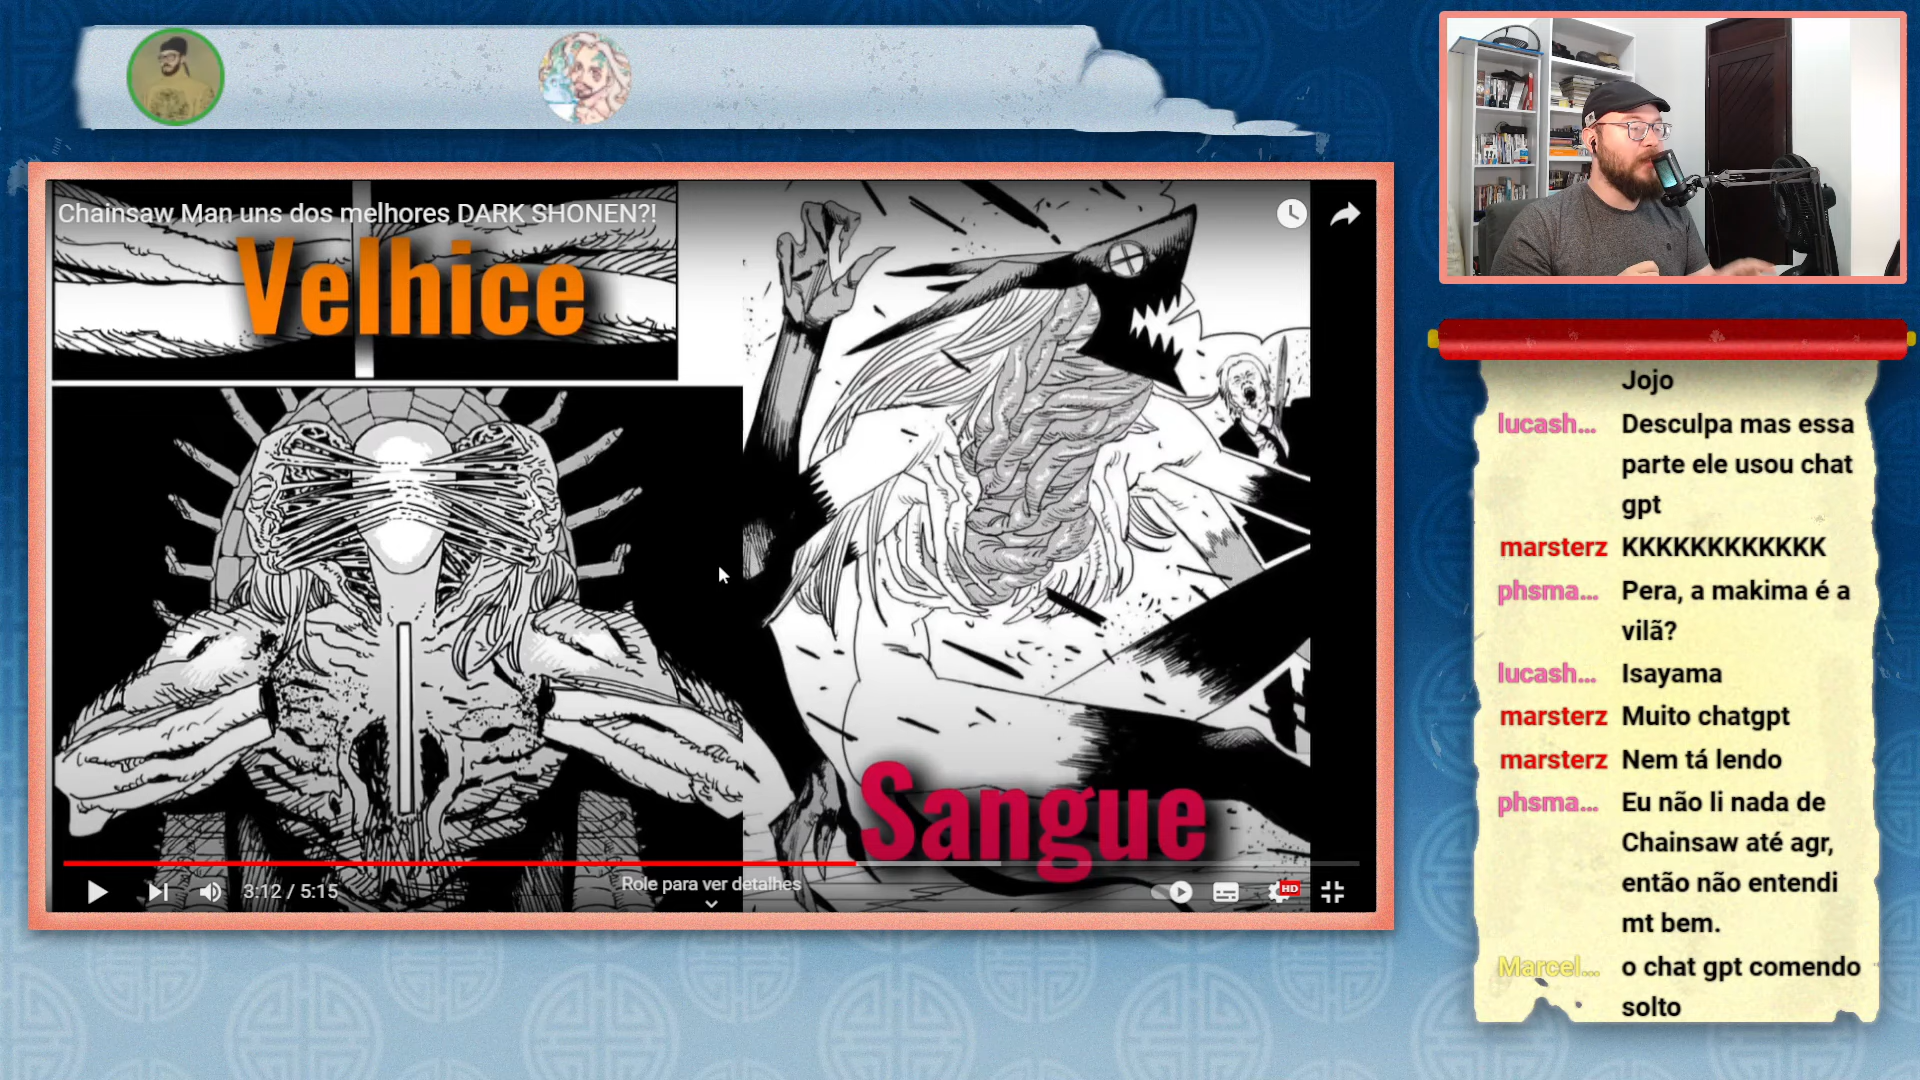 Chainsaw Man uns dos melhores DARK SHONEN?!
Velhice
Sangue
3:12 / 5:15
Role para ver detalhes
HD
Jojo
lucash... Desculpa mas essa
parte ele usou chat
gpt
marsterz KKKKKKKKKKKK
phsma... Pera, a makima é a
vilã?
lucash... Isayama
marsterz Muito chatgpt
marsterz Nem tá lendo
phsma... Eu não li nada de
Chainsaw até agr,
então não entendi
mt bem.
Marcel... o chat gpt comendo
solto